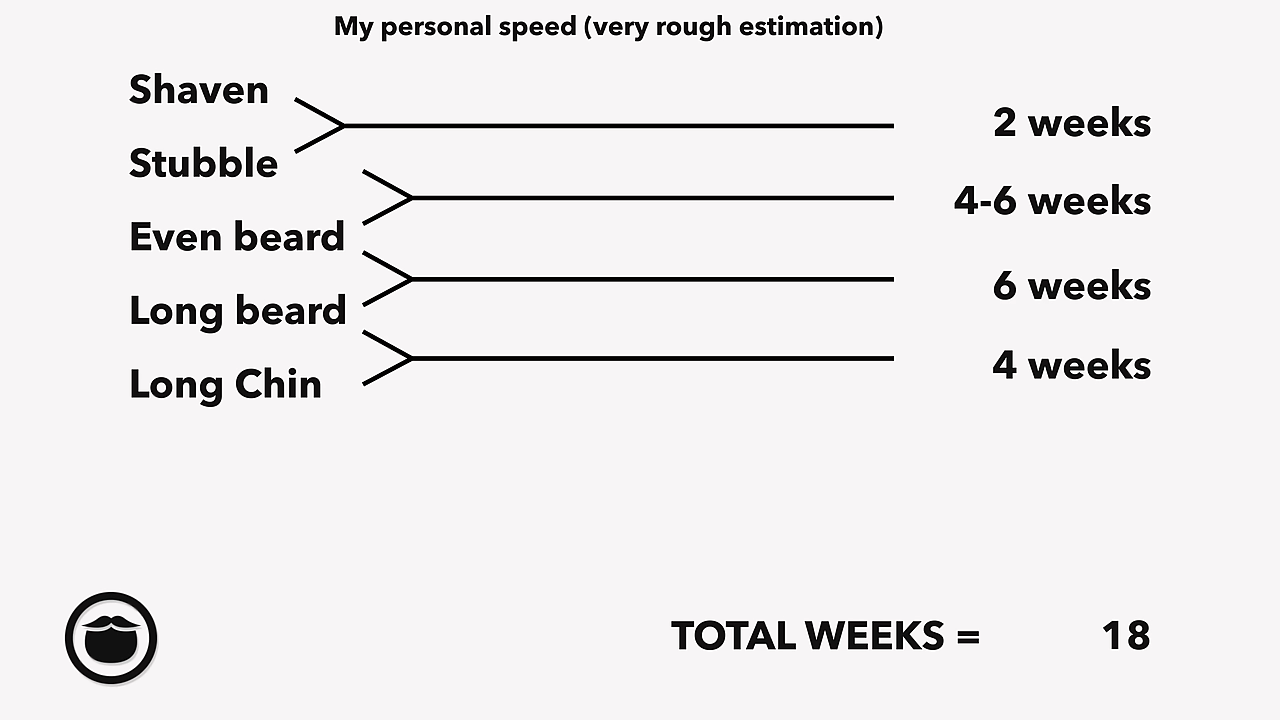 My personal speed (very rough estimation)
Shaven
2 weeks
Stubble
4-6 weeks
Even beard
6 weeks
Long beard
4 weeks
Long Chin
TOTAL WEEKS = 18